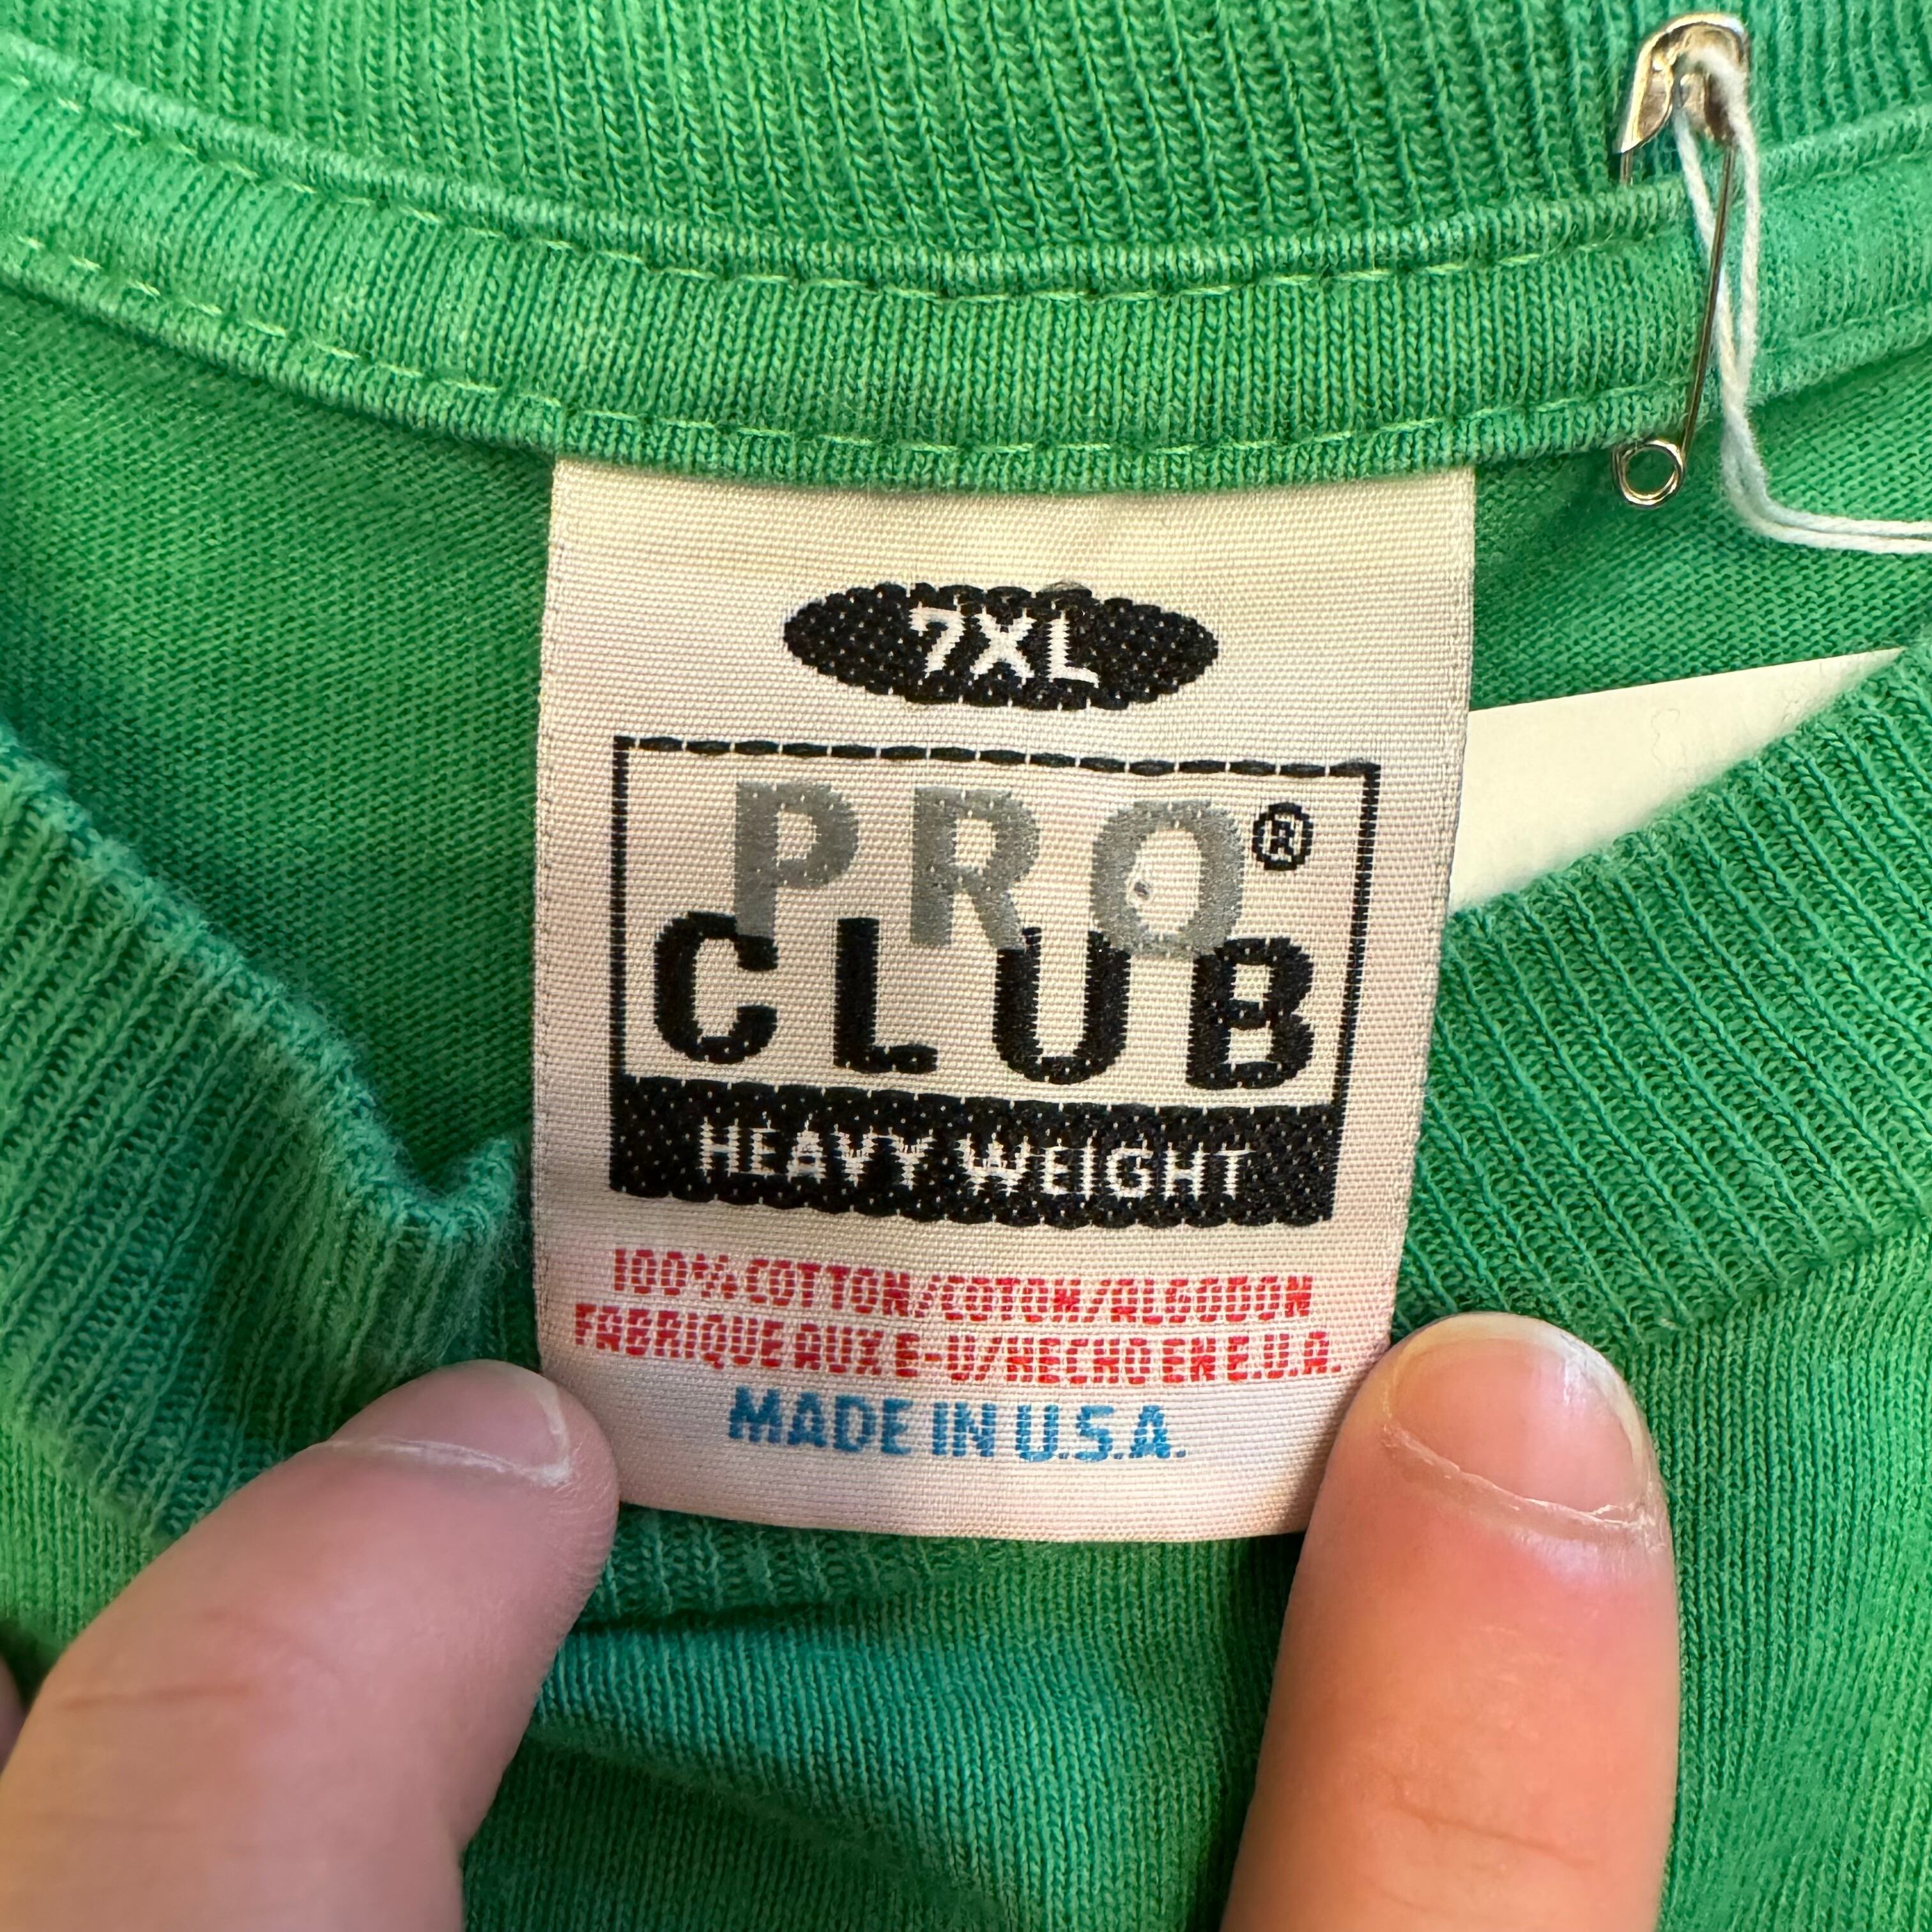 7XL
PRO®
CLUB
HEAVY WEIGHT
100% COTTON/COTON/ALGODON
FABRIQUE AUX E-U/HECHO EN E.U.A.
MADE IN U.S.A.